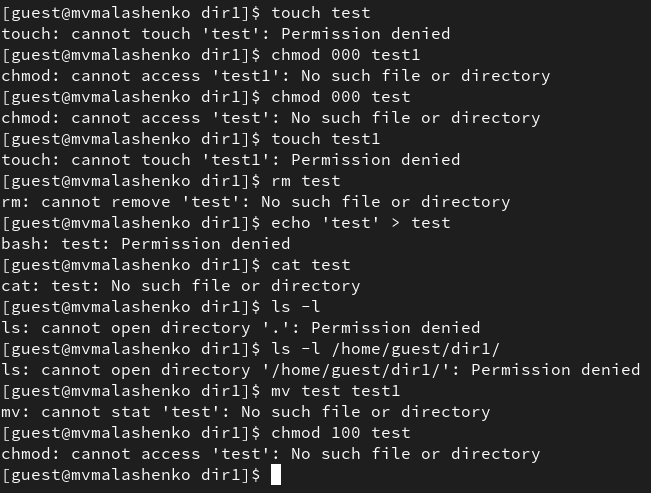 [guest@mvmalashenko dir1]$ touch test
touch: cannot touch 'test': Permission denied
[guest@mvmalashenko dir1]$ chmod 000 test1
chmod: cannot access 'test1': No such file or directory
[guest@mvmalashenko dir1]$ chmod 000 test
chmod: cannot access 'test': No such file or directory
[guest@mvmalashenko dir1]$ touch test1
touch: cannot touch 'test1': Permission denied
[guest@mvmalashenko dir1]$ rm test
rm: cannot remove 'test': No such file or directory
[guest@mvmalashenko dir1]$ echo 'test' > test
bash: test: Permission denied
[guest@mvmalashenko dir1]$ cat test
cat: test: No such file or directory
[guest@mvmalashenko dir1]$ ls -l
ls: cannot open directory '.': Permission denied
[guest@mvmalashenko dir1]$ ls -l /home/guest/dir1/
ls: cannot open directory '/home/guest/dir1/': Permission denied
[guest@mvmalashenko dir1]$ mv test test1
mv: cannot stat 'test': No such file or directory
[guest@mvmalashenko dir1]$ chmod 100 test
chmod: cannot access 'test': No such file or directory
[guest@mvmalashenko dir1]$